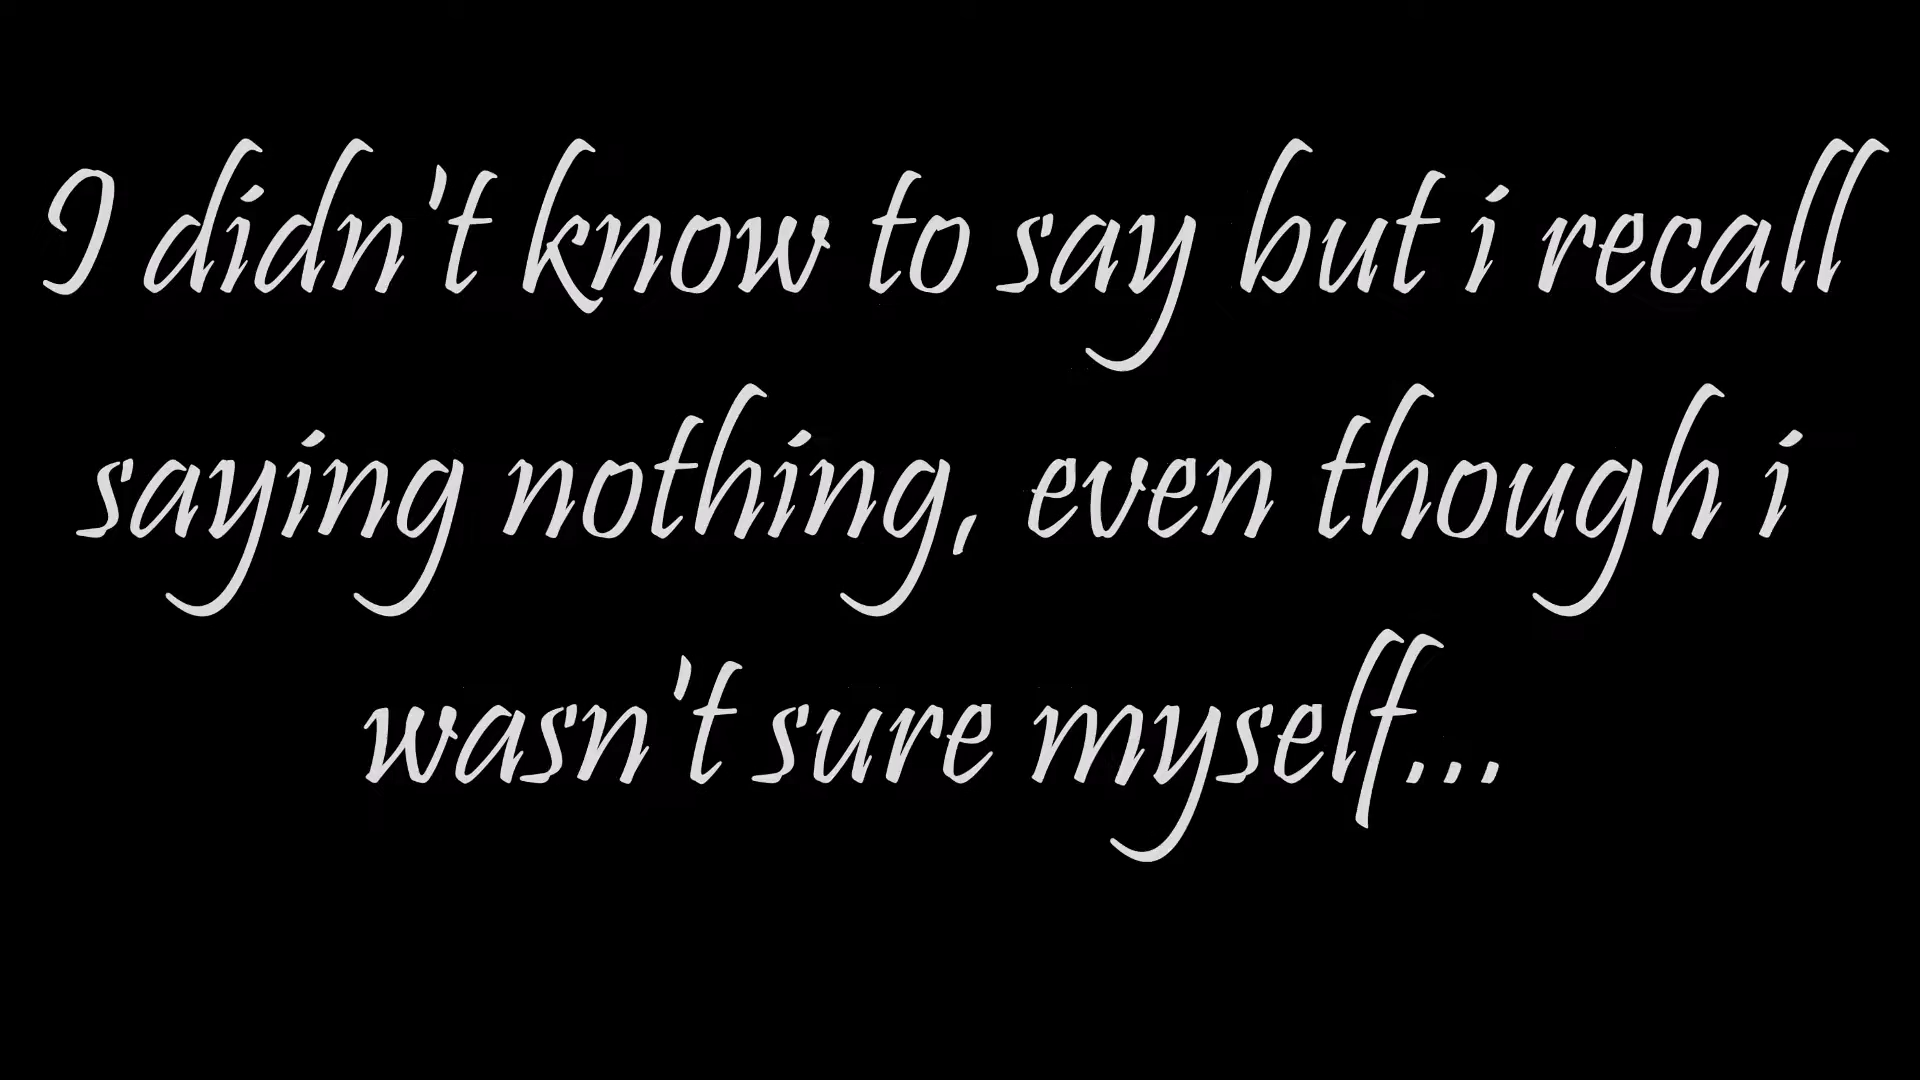 I didn't know to say but i recall
saying nothing, even though i
wasn't sure myself...